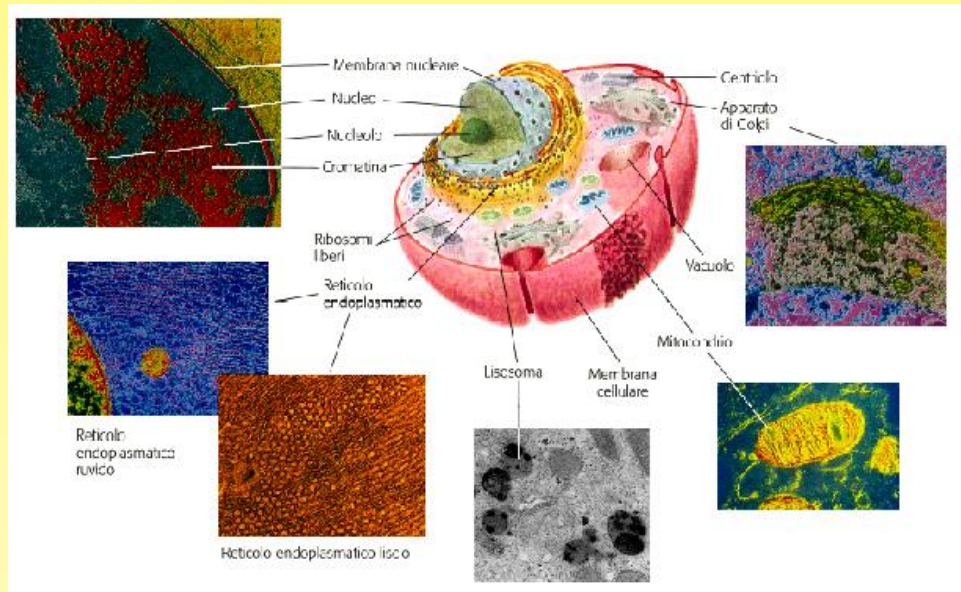 Membrana nucleare
Nucleo
Nucleolo
Cromatina
Ribosomi
liberi
Reticolo
endoplasmatico
Reticolo
endoplasmatico
ruvido
Reticolo endoplasmatico liscio
Lisosoma
Membrana
cellulare
Mitocondrio
Vacuolo
Centriolo
Apparato
di Golgi